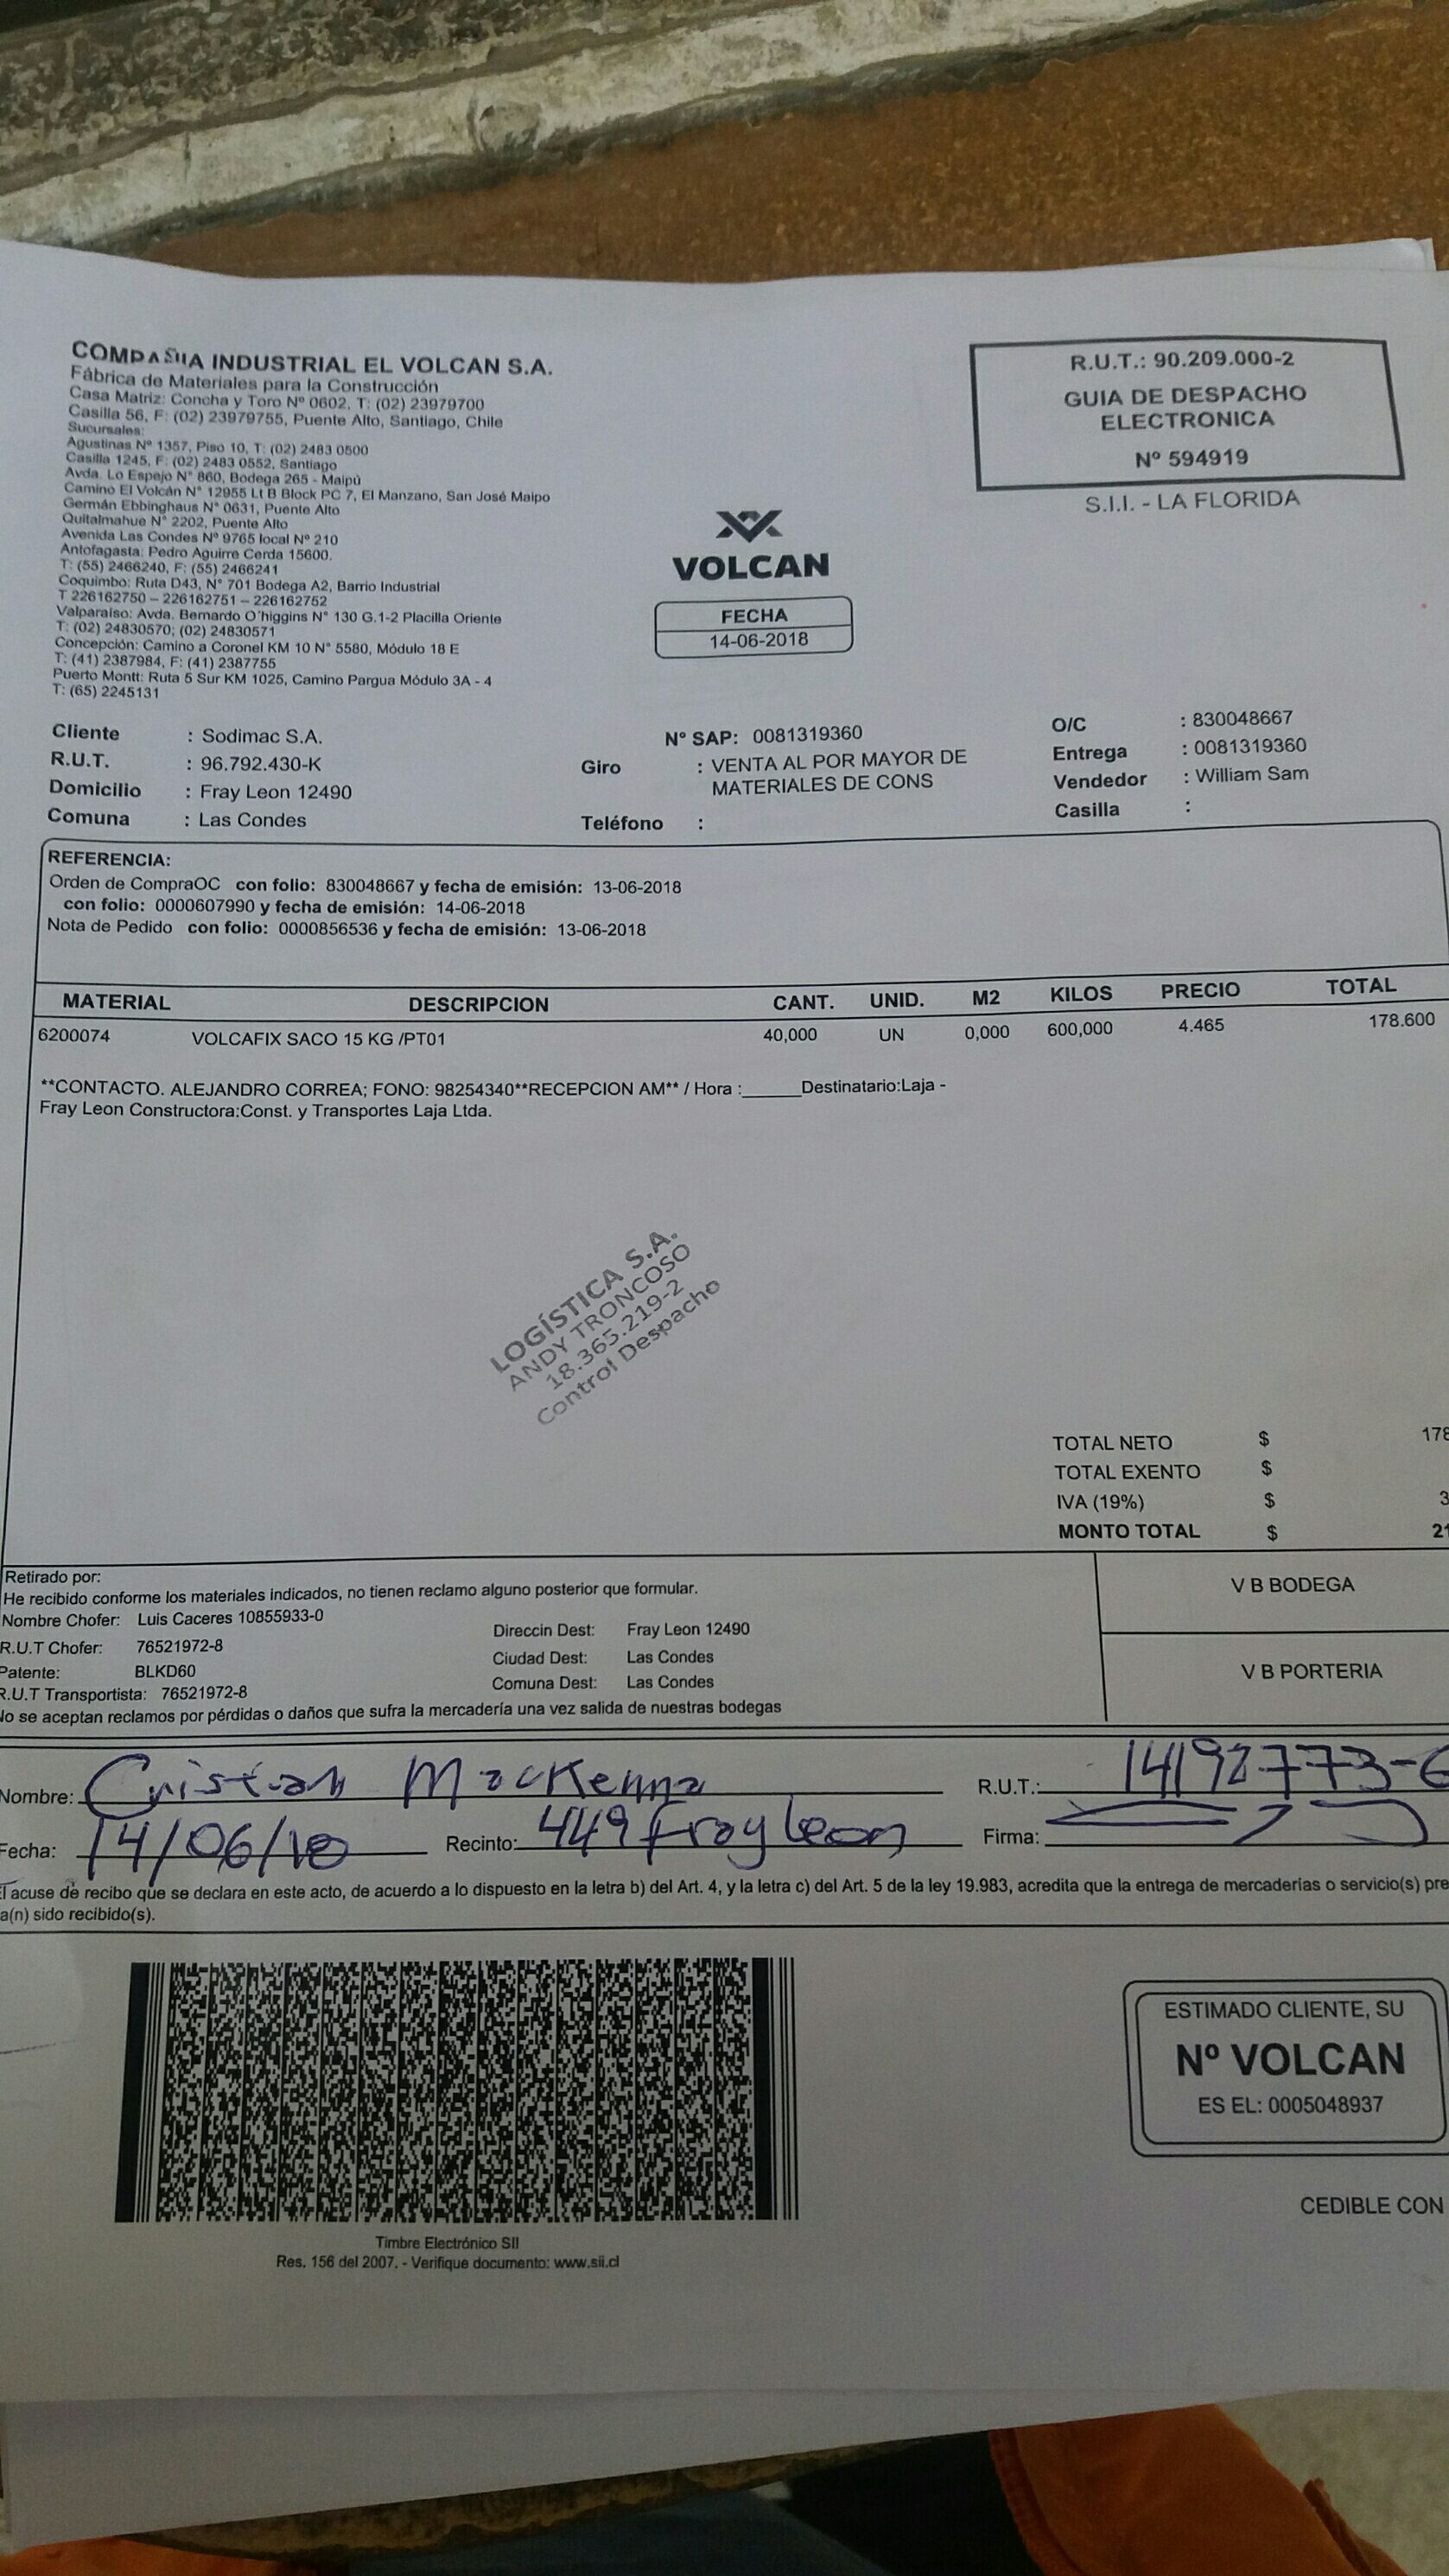 COMPAÑIA INDUSTRIAL EL VOLCAN S.A.
Fábrica de Materiales para la Construcción
Casa Matriz: Concha y Toro Nº 0602, T: (02) 23979700
Casilla 56, F: (02) 23979755, Puente Alto, Santiago, Chile
Sucursales:
Agustinas Nº 1357, Piso 10, T: (02) 2483 0500
Casilla 1245, F: (02) 2483 0552, Santiago
Avda. Lo Espejo N° 860, Bodega 265 - Maipú
Camino El Volcán N° 12955 Lt B Block PC 7, El Manzano, San José Maipo
Germán Ebbinghaus N° 0631, Puente Alto
Quitalmahue N° 2202, Puente Alto
Avenida Las Condes Nº 9765 local Nº 210
Antofagasta: Pedro Aguirre Cerda 15600.
T: (55) 2466240, F: (55) 2466241
Coquimbo: Ruta D43, N° 701 Bodega A2, Barrio Industrial
T 226162750 – 226162751 – 226162752
Valparaíso: Avda. Bernardo O´higgins N° 130 G.1-2 Placilla Oriente
T: (02) 24830570; (02) 24830571
Concepción: Camino a Coronel KM 10 N° 5580, Módulo 18 E
T: (41) 2387984, F: (41) 2387755
Puerto Montt: Ruta 5 Sur KM 1025, Camino Pargua Módulo 3A - 4
T: (65) 2245131
R.U.T.: 90.209.000-2
GUIA DE DESPACHO
ELECTRONICA
Nº 594919
S.I.I. - LA FLORIDA
VOLCAN
FECHA
14-06-2018
Cliente : Sodimac S.A.
R.U.T. : 96.792.430-K
Domicilio : Fray Leon 12490
Comuna : Las Condes
Nº SAP: 0081319360
Giro : VENTA AL POR MAYOR DE
MATERIALES DE CONS
Teléfono :
O/C : 830048667
Entrega : 0081319360
Vendedor : William Sam
Casilla :
REFERENCIA:
Orden de CompraOC con folio: 830048667 y fecha de emisión: 13-06-2018
con folio: 0000607990 y fecha de emisión: 14-06-2018
Nota de Pedido con folio: 0000856536 y fecha de emisión: 13-06-2018
MATERIAL DESCRIPCION CANT. UNID. M2 KILOS PRECIO TOTAL
6200074 VOLCAFIX SACO 15 KG /PT01 40,000 UN 0,000 600,000 4.465 178.600
**CONTACTO. ALEJANDRO CORREA; FONO: 98254340**RECEPCION AM** / Hora :______Destinatario:Laja -
Fray Leon Constructora:Const. y Transportes Laja Ltda.
LOGÍSTICA S.A.
ANDY TRONCOSO
18.365.219-2
Control Despacho
TOTAL NETO $ 178
TOTAL EXENTO $
IVA (19%) $ 3
MONTO TOTAL $ 21
Retirado por:
He recibido conforme los materiales indicados, no tienen reclamo alguno posterior que formular.
Nombre Chofer: Luis Caceres 10855933-0
R.U.T Chofer: 76521972-8
Patente: BLKD60
R.U.T Transportista: 76521972-8
Direccin Dest: Fray Leon 12490
Ciudad Dest: Las Condes
Comuna Dest: Las Condes
No se aceptan reclamos por pérdidas o daños que sufra la mercadería una vez salida de nuestras bodegas
V B BODEGA
V B PORTERIA
Nombre: Cristian Mackenna R.U.T.: 14192773-6
Fecha: 14/06/18 Recinto: 449 fray leon Firma:
El acuse de recibo que se declara en este acto, de acuerdo a lo dispuesto en la letra b) del Art. 4, y la letra c) del Art. 5 de la ley 19.983, acredita que la entrega de mercaderías o servicio(s) pre
a(n) sido recibido(s).
Timbre Electrónico SII
Res. 156 del 2007. - Verifique documento: www.sii.cl
ESTIMADO CLIENTE, SU
Nº VOLCAN
ES EL: 0005048937
CEDIBLE CON